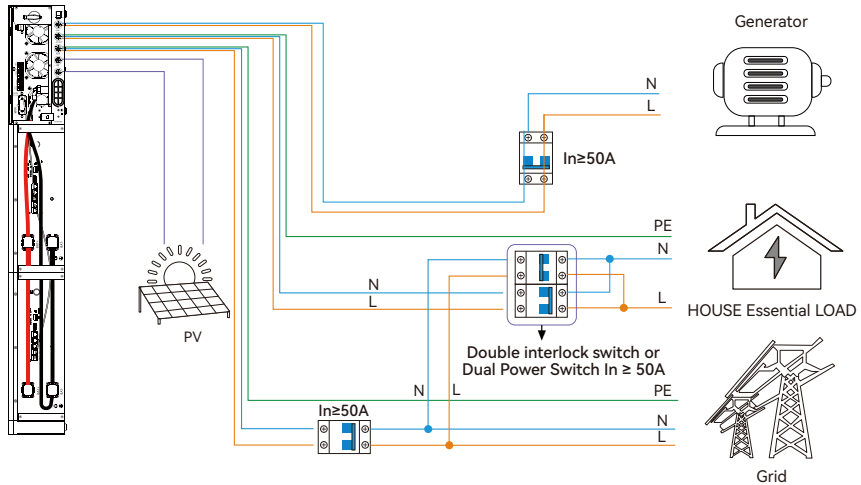 Generator
N
L
In≥50A
PE
N
N
L
L
HOUSE Essential LOAD
PV
Double interlock switch or
Dual Power Switch In ≥ 50A
N
L
PE
In≥50A
N
L
Grid